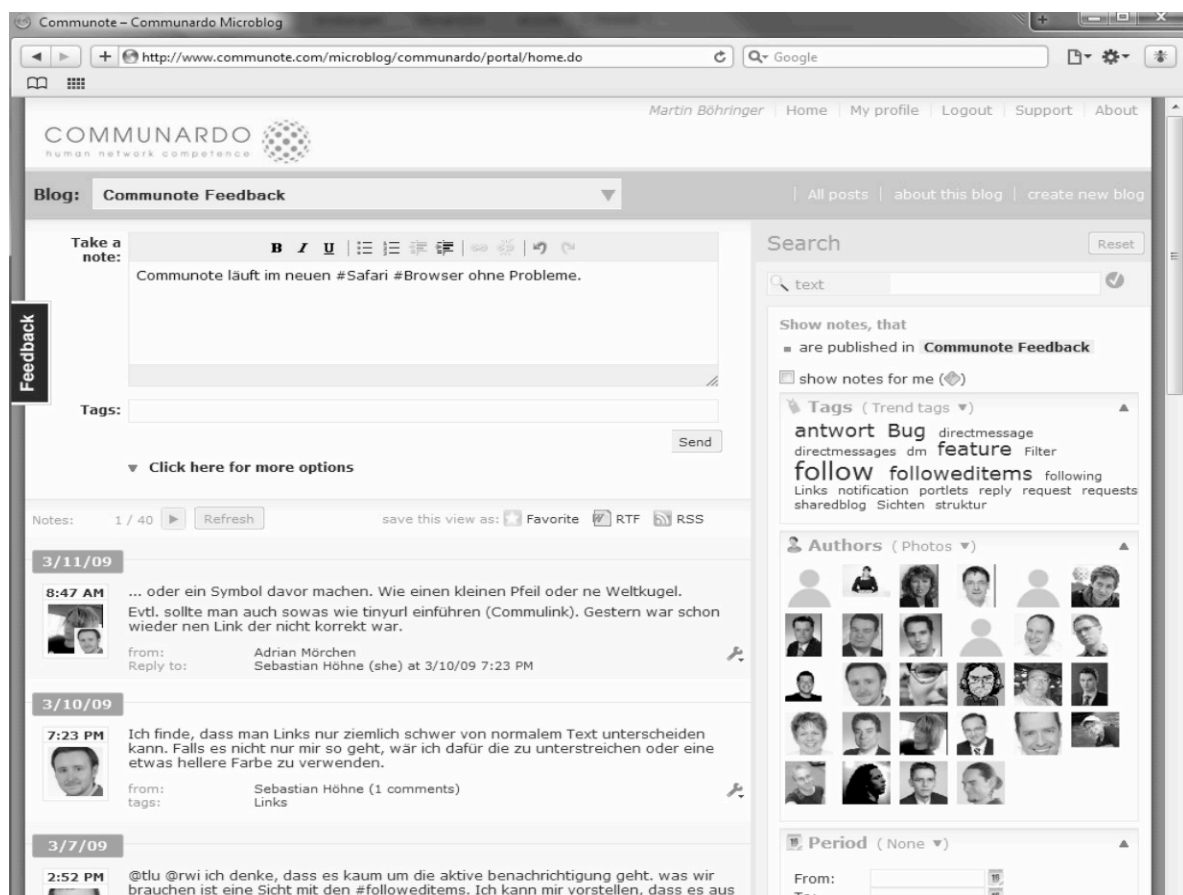 Communote – Communardo Microblog
http://www.communote.com/microblog/communardo/portal/home.do
Google
Martin Böhringer Home My profile Logout Support About
COMMUNARDO
human network competence
Blog: Communote Feedback
All posts about this blog create new blog
Take a note:
B I U
Communote läuft im neuen #Safari #Browser ohne Probleme.
Feedback
Tags:
Send
Click here for more options
Notes: 1 / 40 Refresh save this view as: Favorite RTF RSS
3/11/09
8:47 AM
... oder ein Symbol davor machen. Wie einen kleinen Pfeil oder ne Weltkugel.
Evtl. sollte man auch sowas wie tinyurl einführen (Commulink). Gestern war schon
wieder nen Link der nicht korrekt war.
from: Adrian Mörchen
Reply to: Sebastian Höhne (she) at 3/10/09 7:23 PM
3/10/09
7:23 PM
Ich finde, dass man Links nur ziemlich schwer von normalem Text unterscheiden
kann. Falls es nicht nur mir so geht, wär ich dafür die zu unterstreichen oder eine
etwas hellere Farbe zu verwenden.
from: Sebastian Höhne (1 comments)
tags: Links
3/7/09
2:52 PM
@tlu @rwi ich denke, dass es kaum um die aktive benachrichtigung geht. was wir
brauchen ist eine Sicht mit den #followeditems. Ich kann mir vorstellen, dass es aus
Search Reset
text
Show notes, that
are published in Communote Feedback
show notes for me
Tags (Trend tags)
antwort Bug directmessage
directmessages dm feature Filter
follow followeditems following
Links notification portlets reply request requests
sharedblog Sichten struktur
Authors (Photos)
Period (None)
From:
To: